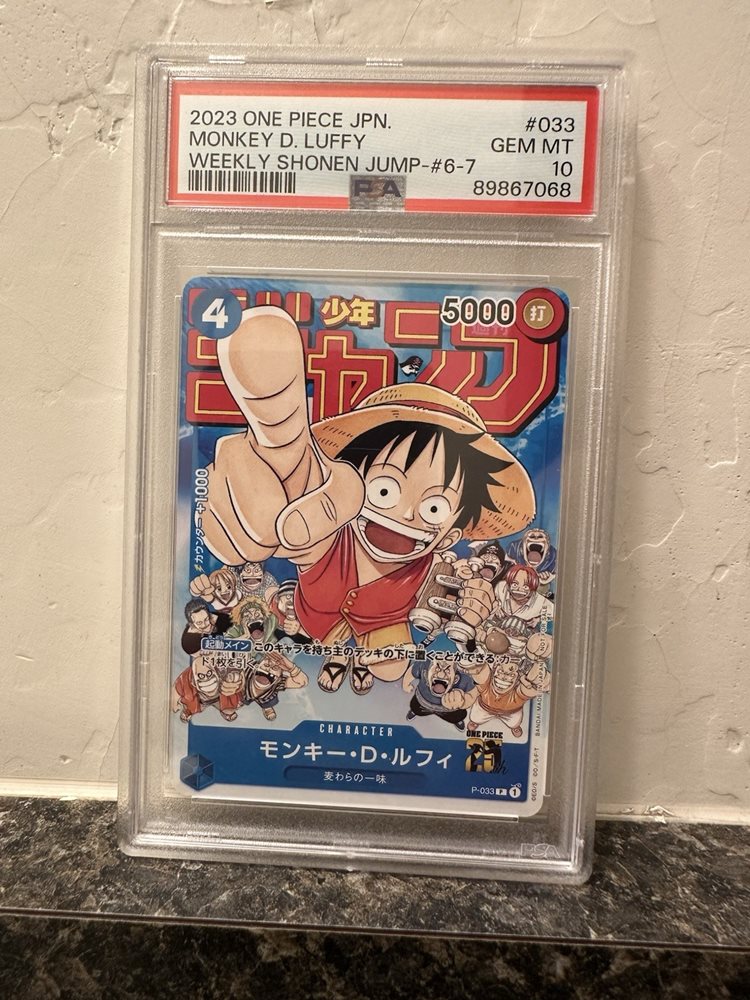 2023 ONE PIECE JPN. #033
MONKEY D. LUFFY GEM MT
WEEKLY SHONEN JUMP-#6-7 10
PSA 89867068
4 少年 5000 打
ジャンプ
カウンター +1000
起動メイン このキャラを持ち主のデッキの下に置くことができる:カー
ド1枚を引く。
CHARACTER
モンキー・D・ルフィ
麦わらの一味
ONE PIECE
25th
P-033 P 1
PSA